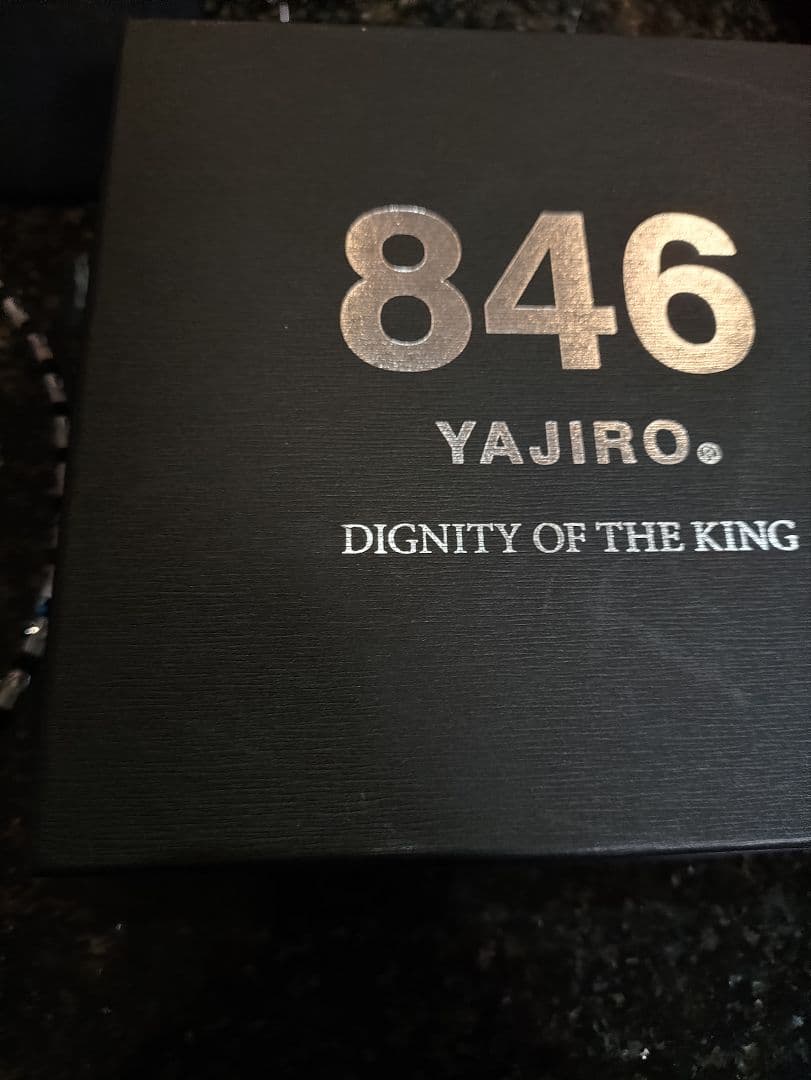 846
YAJIRO®
DIGNITY OF THE KING